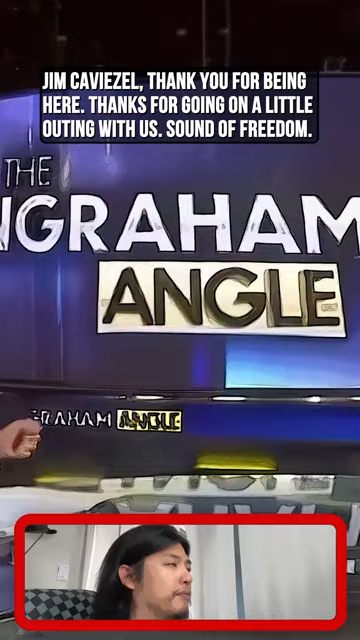 JIM CAVIEZEL, THANK YOU FOR BEING
HERE. THANKS FOR GOING ON A LITTLE
OUTING WITH US. SOUND OF FREEDOM.
THE
NGRAHAM
ANGLE
GRAHAM ANGLE